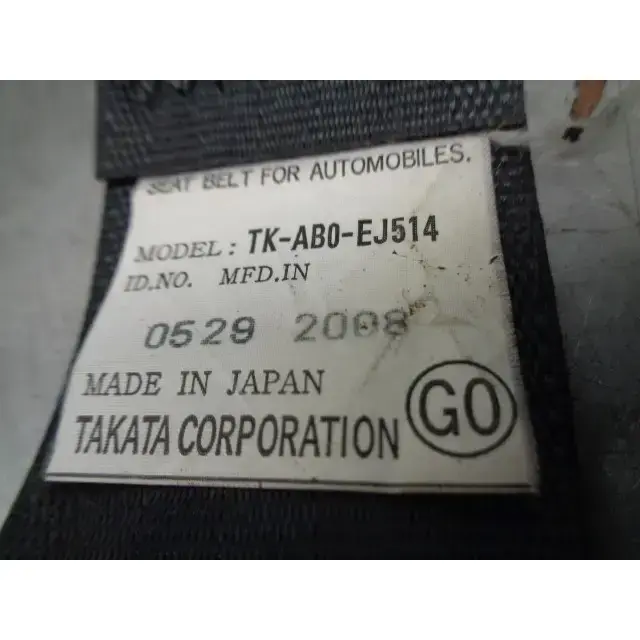 SEAT BELT FOR AUTOMOBILES.
MODEL: TK-AB0-EJ514
ID.NO. MFD.IN
0529 2008
MADE IN JAPAN
TAKATA CORPORATION GO